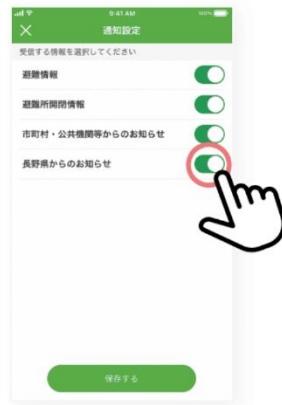 9:41 AM 100%
通知設定
受信する情報を選択してください
避難情報
避難所開閉情報
市町村・公共機関等からのお知らせ
長野県からのお知らせ
保存する